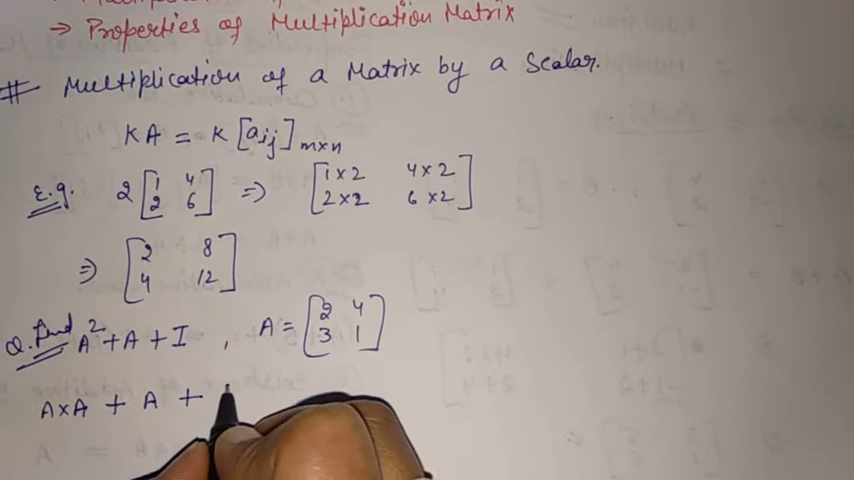 → Properties of Multiplication Matrix
# Multiplication of a Matrix by a Scalar.
KA = K [aij]m×n
E.g. 2 [1 4 2 6] ⇒ [1×2 4×2 2×2 6×2]
⇒ [2 8 4 12]
Q. Find A² + A + I , A = [2 4 3 1]
A×A + A +